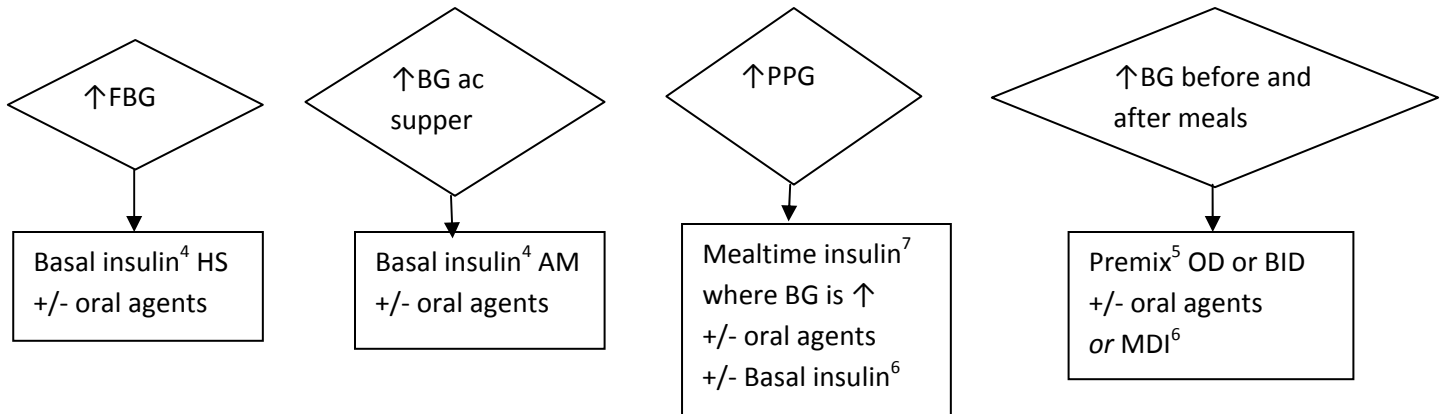 ↑FBG
↑BG ac
supper
↑PPG
↑BG before and
after meals
Basal insulin⁴ HS
+/- oral agents
Basal insulin⁴ AM
+/- oral agents
Mealtime insulin⁷
where BG is ↑
+/- oral agents
+/- Basal insulin⁶
Premix⁵ OD or BID
+/- oral agents
or MDI⁶